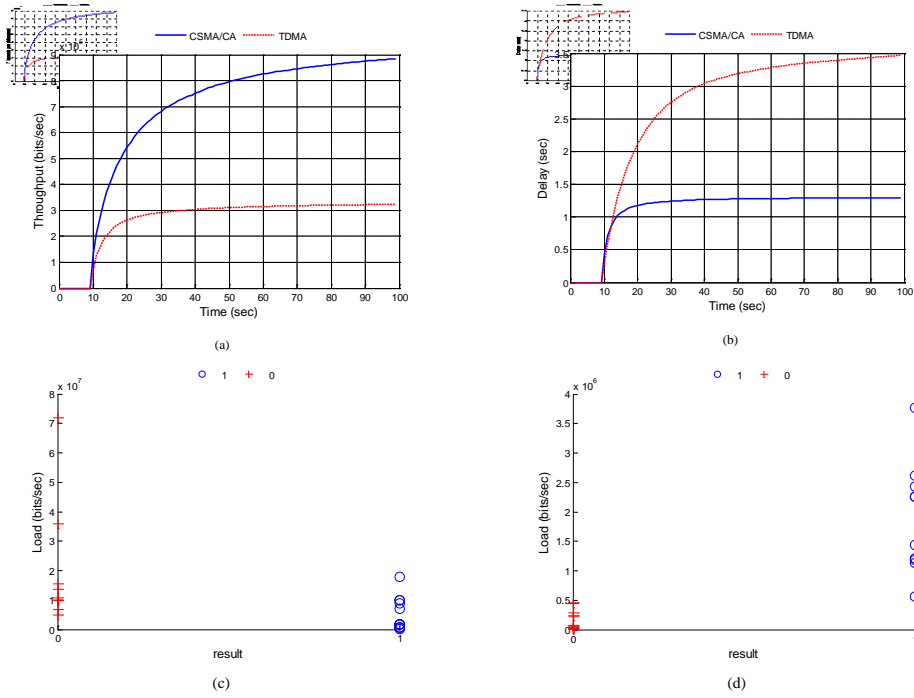 CSMA/CA TDMA
9
8
7
6
5
4
3
2
1
0
Throughput (bits/sec)
0 10 20 30 40 50 60 70 80 90 100
Time (sec)
(a)
CSMA/CA TDMA
3.5
3
2.5
2
1.5
1
0.5
0
Delay (sec)
0 10 20 30 40 50 60 70 80 90 100
Time (sec)
(b)
1 0
8 x 10^7
7
6
5
4
3
2
1
0
Load (bits/sec)
0 1
result
(c)
1 0
4 x 10^6
3.5
3
2.5
2
1.5
1
0.5
0
Load (bits/sec)
0
result
(d)